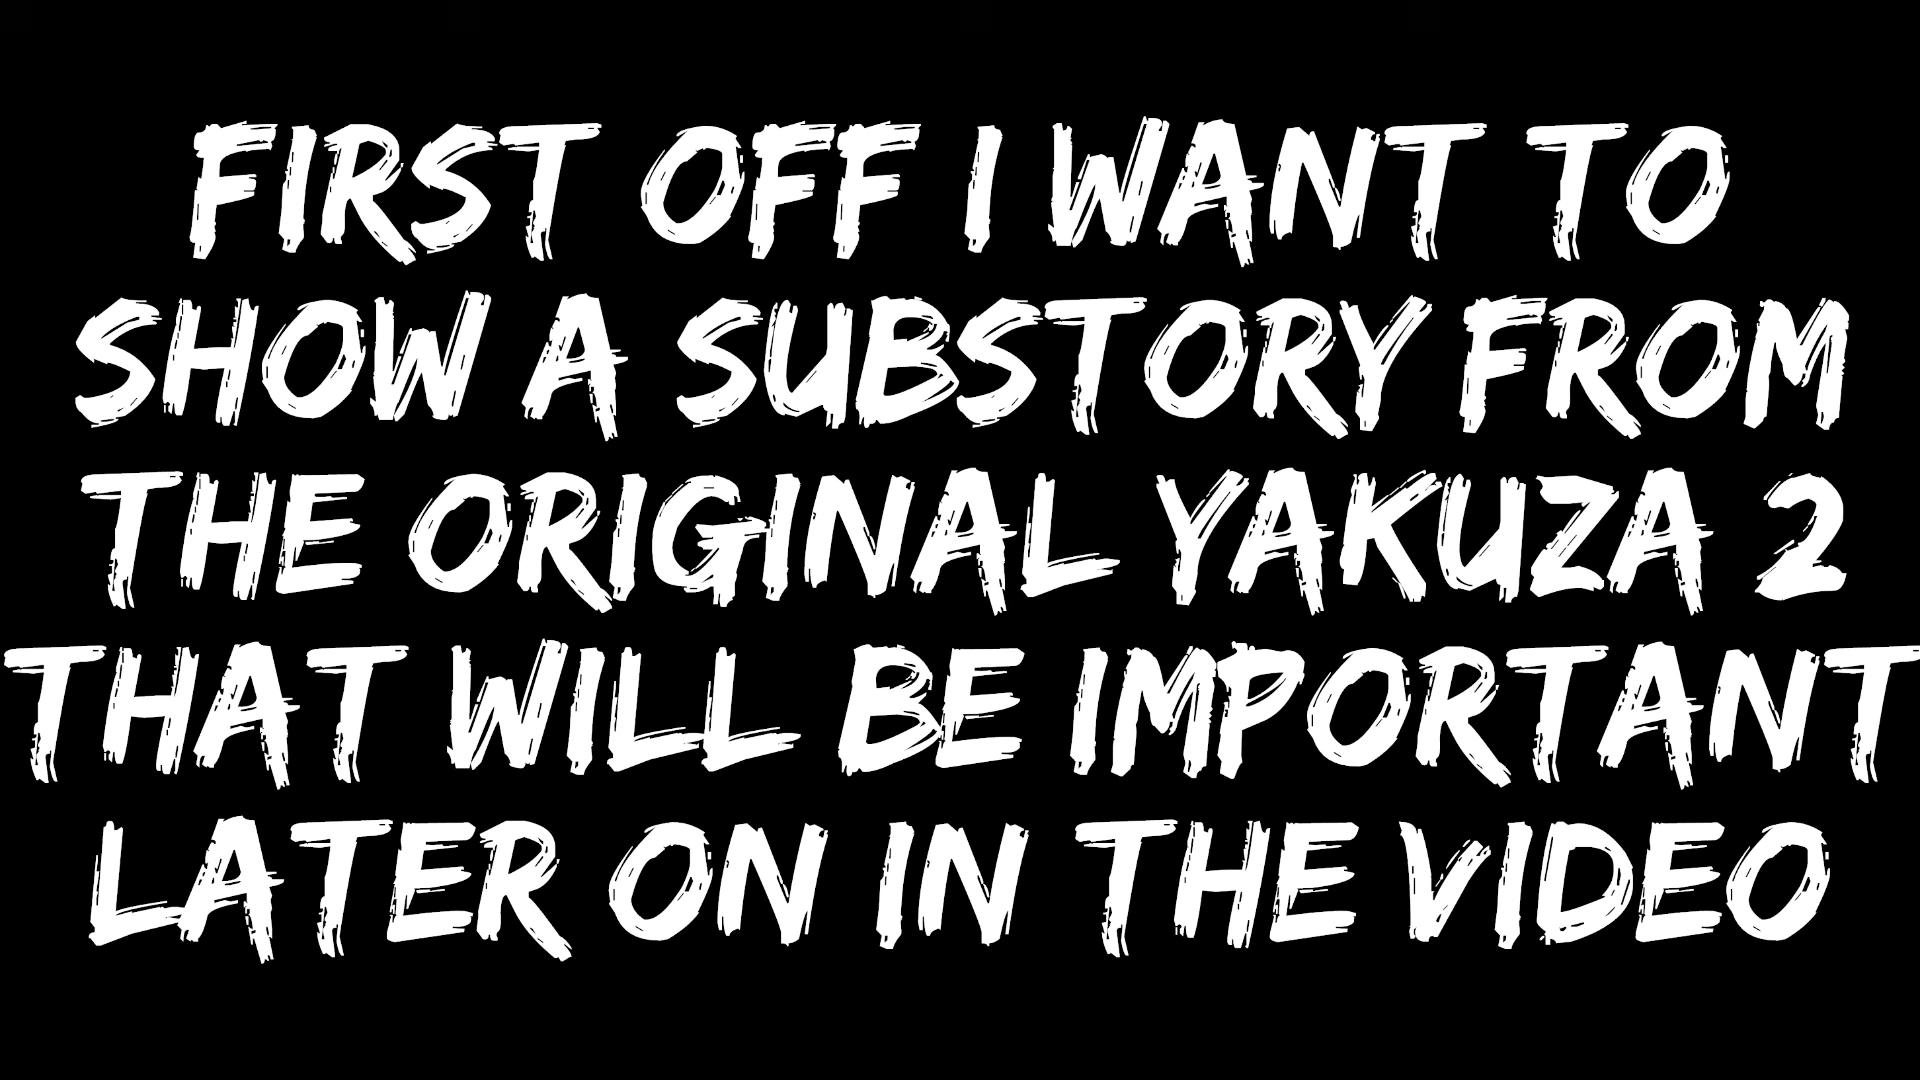 FIRST OFF I WANT TO
SHOW A SUBSTORY FROM
THE ORIGINAL YAKUZA 2
THAT WILL BE IMPORTANT
LATER ON IN THE VIDEO